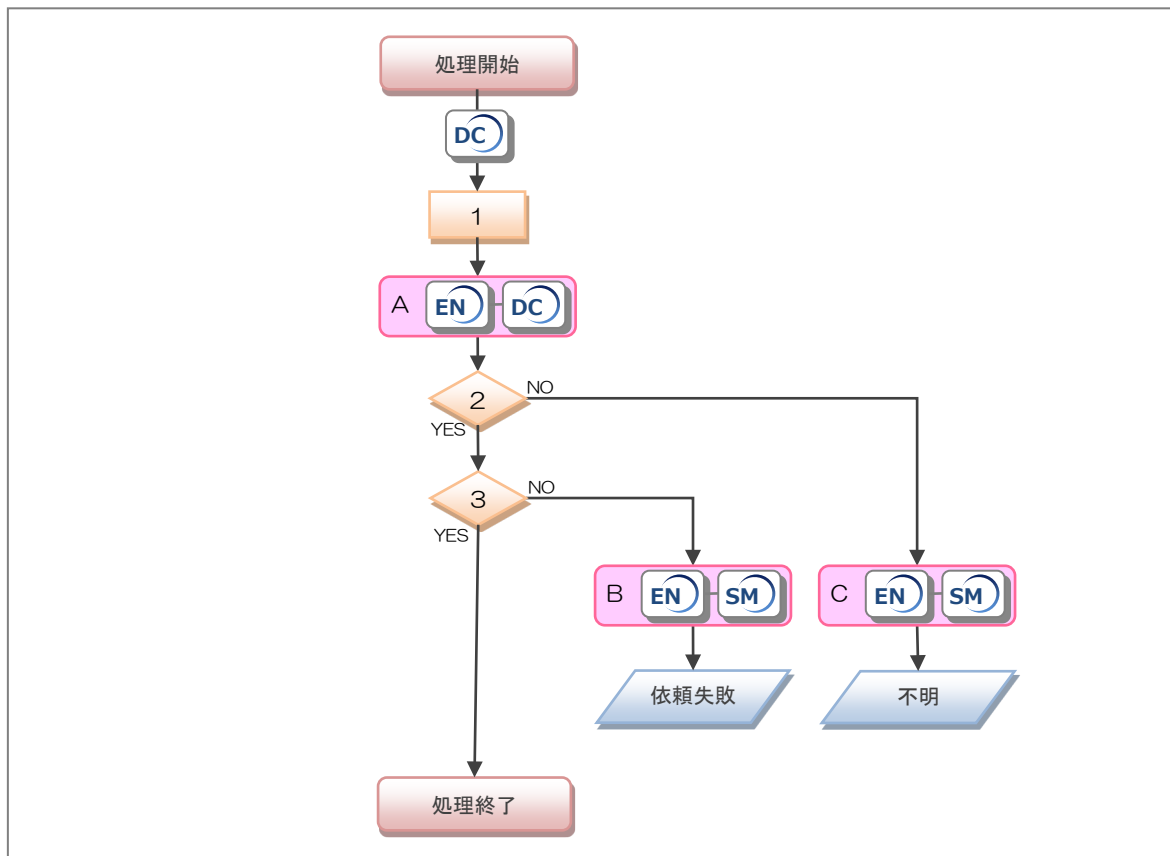 処理開始
DC
1
A EN DC
2 NO
YES
3 NO
YES
B EN SM
C EN SM
依頼失敗
不明
処理終了